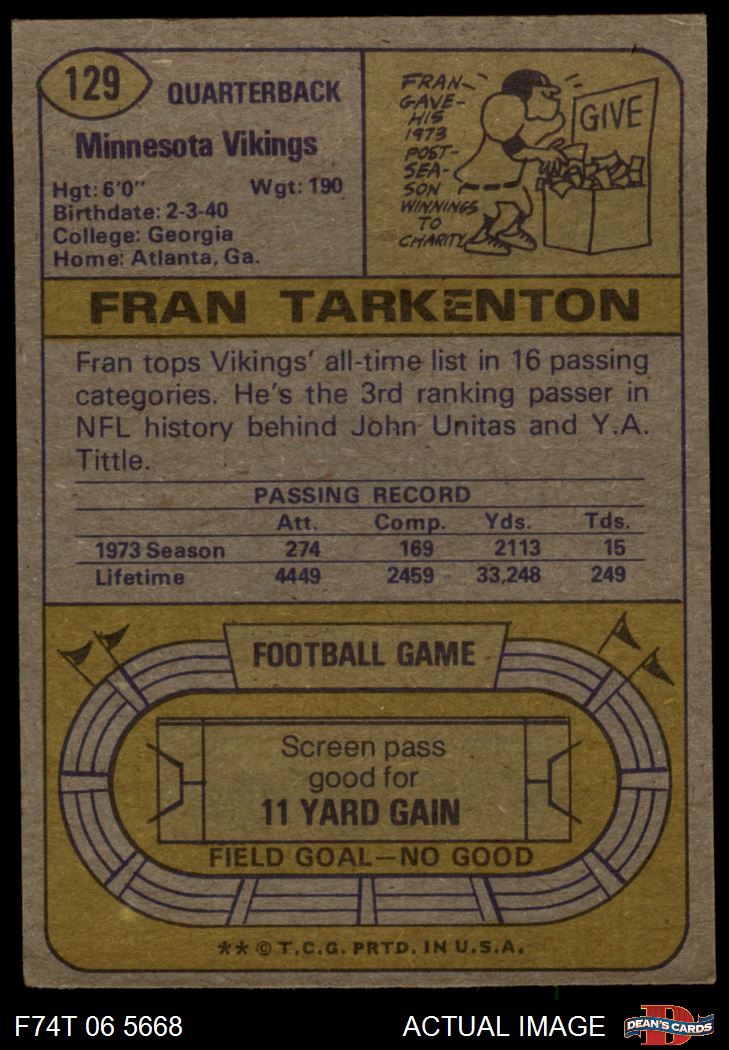 129
QUARTERBACK
Minnesota Vikings
Hgt: 6'0" Wgt: 190
Birthdate: 2-3-40
College: Georgia
Home: Atlanta, Ga.
FRAN
GAVE
HIS
1973
POST-
SEA-
SON
WINNINGS
TO
CHARITY
GIVE
FRAN TARKENTON
Fran tops Vikings' all-time list in 16 passing
categories. He's the 3rd ranking passer in
NFL history behind John Unitas and Y.A.
Tittle.
PASSING RECORD
Att. Comp. Yds. Tds.
1973 Season 274 169 2113 15
Lifetime 4449 2459 33,248 249
FOOTBALL GAME
Screen pass
good for
11 YARD GAIN
FIELD GOAL—NO GOOD
** © T.C.G. PRTD. IN U.S.A.
F74T 06 5668 ACTUAL IMAGE
D
DEAN'S CARDS